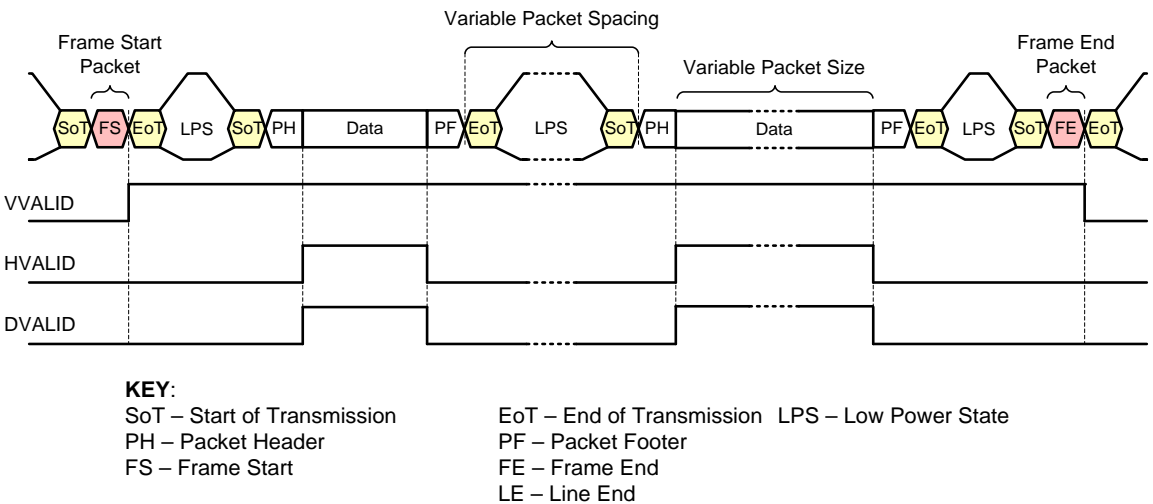 Variable Packet Spacing
Frame Start
Packet
Variable Packet Size
Frame End
Packet
SoT FS EoT LPS SoT PH Data PF EoT LPS SoT PH Data PF EoT LPS SoT FE EoT
VVALID
HVALID
DVALID
KEY:
SoT – Start of Transmission EoT – End of Transmission LPS – Low Power State
PH – Packet Header PF – Packet Footer
FS – Frame Start FE – Frame End
LE – Line End